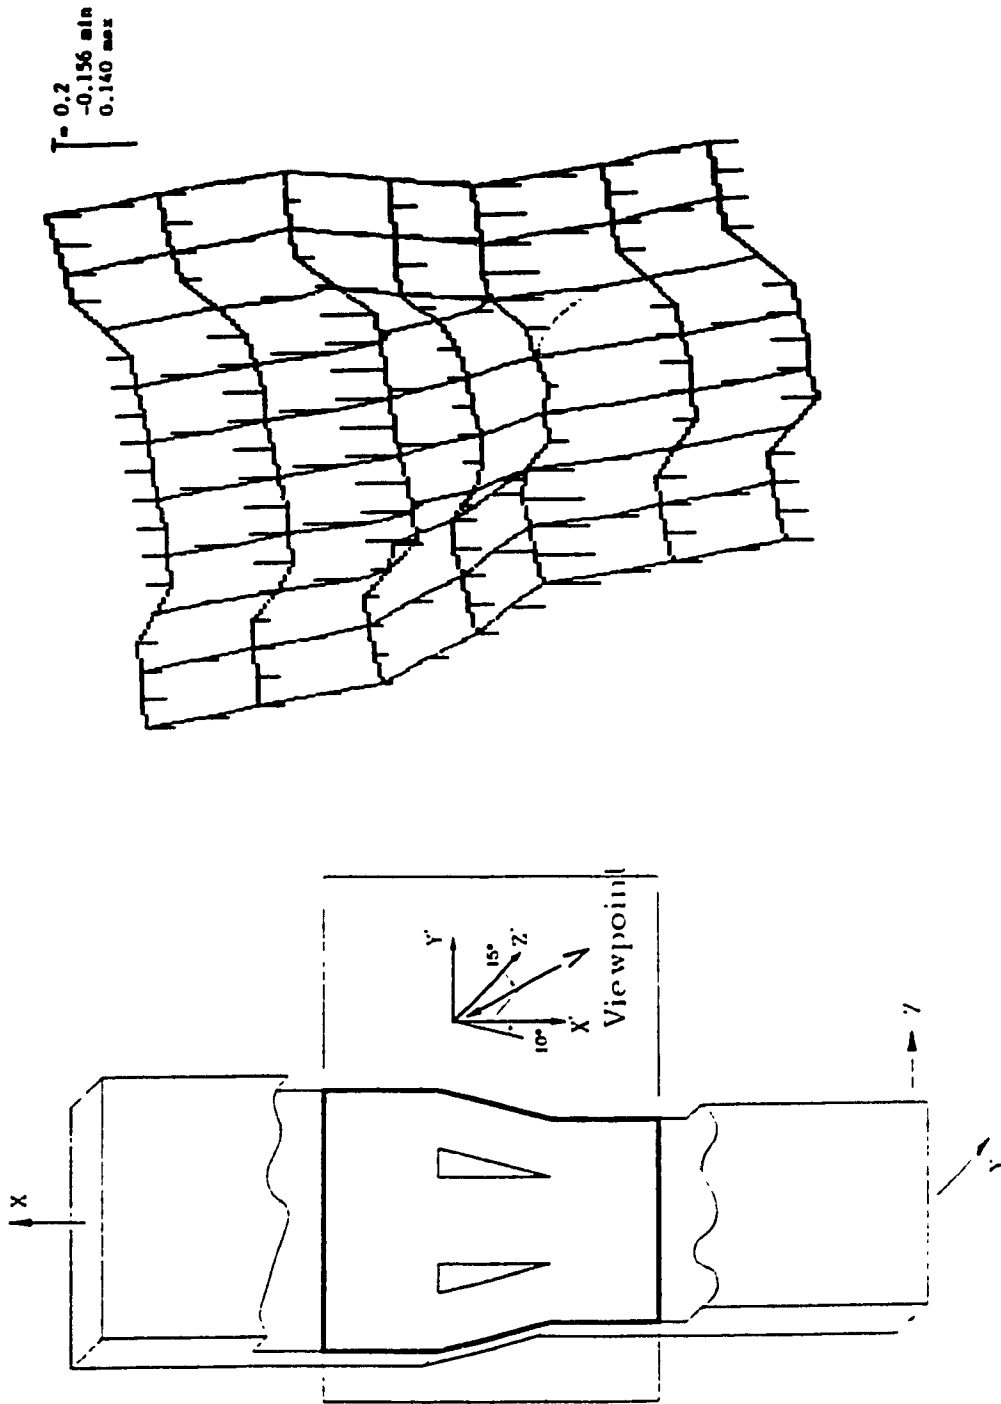 T= 0.2
-0.156 min
0.140 max
X
Y'
15°
Z'
10°
X'
Viewpoint
Z
Y